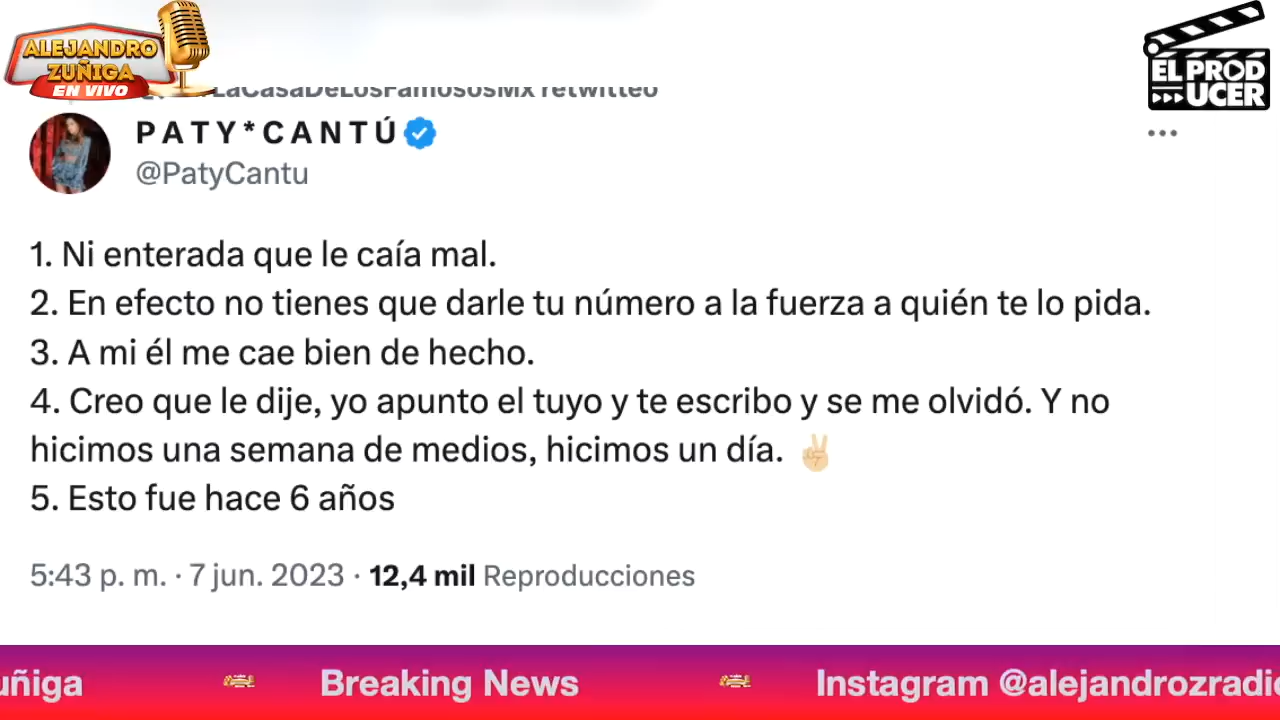 ALEJANDRO
ZUÑIGA
EN VIVO
EL PROD
UCER
LaCasaDeLosFamososMx retwitteó
PATY*CANTÚ
@PatyCantu
1. Ni enterada que le caía mal.
2. En efecto no tienes que darle tu número a la fuerza a quién te lo pida.
3. A mi él me cae bien de hecho.
4. Creo que le dije, yo apunto el tuyo y te escribo y se me olvidó. Y no
hicimos una semana de medios, hicimos un día. ✌🏼
5. Esto fue hace 6 años
5:43 p. m. · 7 jun. 2023 · 12,4 mil Reproducciones
uñiga Breaking News Instagram @alejandrozradio